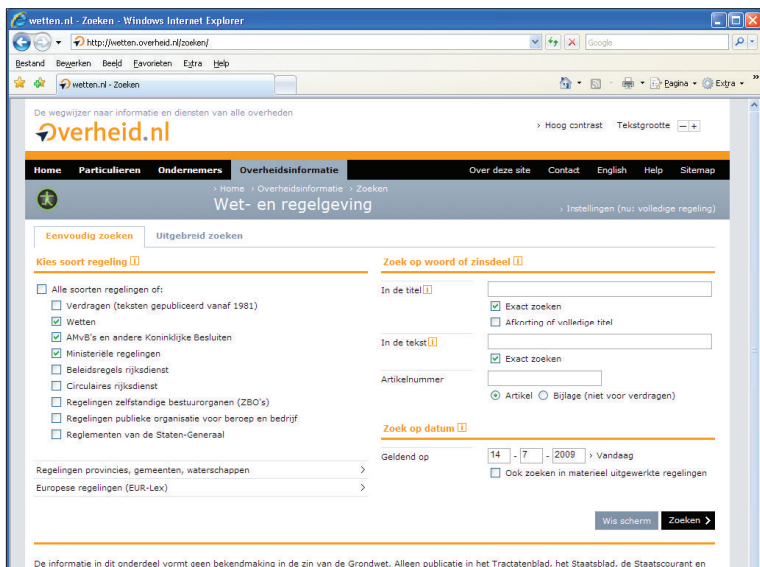 wetten.nl - Zoeken - Windows Internet Explorer
http://wetten.overheid.nl/zoeken/
Google
Bestand Bewerken Beeld Favorieten Extra Help
wetten.nl - Zoeken
Pagina Extra
De wegwijzer naar informatie en diensten van alle overheden
Overheid.nl
› Hoog contrast Tekstgrootte – +
Home Particulieren Ondernemers Overheidsinformatie Over deze site Contact English Help Sitemap
› Home › Overheidsinformatie › Zoeken
Wet- en regelgeving
› Instellingen (nu: volledige regeling)
Eenvoudig zoeken Uitgebreid zoeken
Kies soort regeling i
Alle soorten regelingen of:
Verdragen (teksten gepubliceerd vanaf 1981)
Wetten
AMvB's en andere Koninklijke Besluiten
Ministeriële regelingen
Beleidsregels rijksdienst
Circulaires rijksdienst
Regelingen zelfstandige bestuurorganen (ZBO's)
Regelingen publieke organisatie voor beroep en bedrijf
Reglementen van de Staten-Generaal
Regelingen provincies, gemeenten, waterschappen
Europese regelingen (EUR-Lex)
Zoek op woord of zinsdeel i
In de titel i
Exact zoeken
Afkorting of volledige titel
In de tekst i
Exact zoeken
Artikelnummer
Artikel Bijlage (niet voor verdragen)
Zoek op datum i
Geldend op 14 - 7 - 2009 › Vandaag
Ook zoeken in materieel uitgewerkte regelingen
Wis scherm Zoeken
De informatie in dit onderdeel vormt geen bekendmaking in de zin van de Grondwet. Alleen publicatie in het Tractatenblad, het Staatsblad, de Staatscourant en